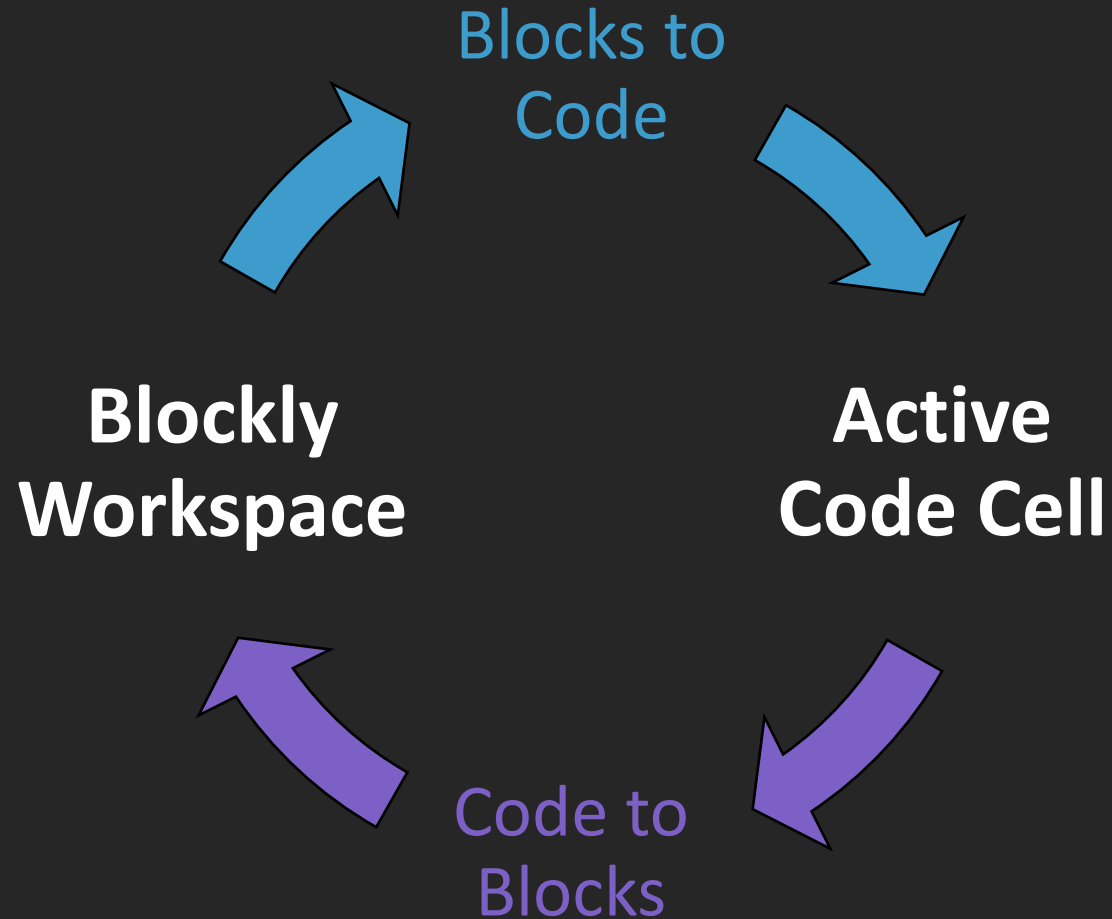 Blocks to
Code
Blockly
Workspace
Active
Code Cell
Code to
Blocks